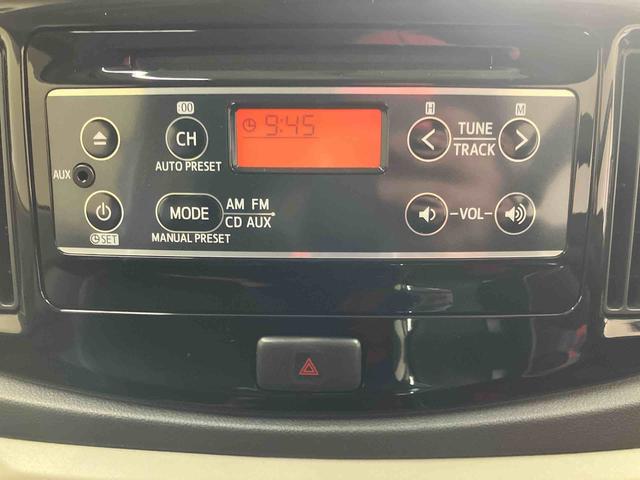 :00
H
M
9:45
CH
TUNE
TRACK
AUTO PRESET
AUX
MODE
AM FM
CD AUX
-VOL-
SET
MANUAL PRESET